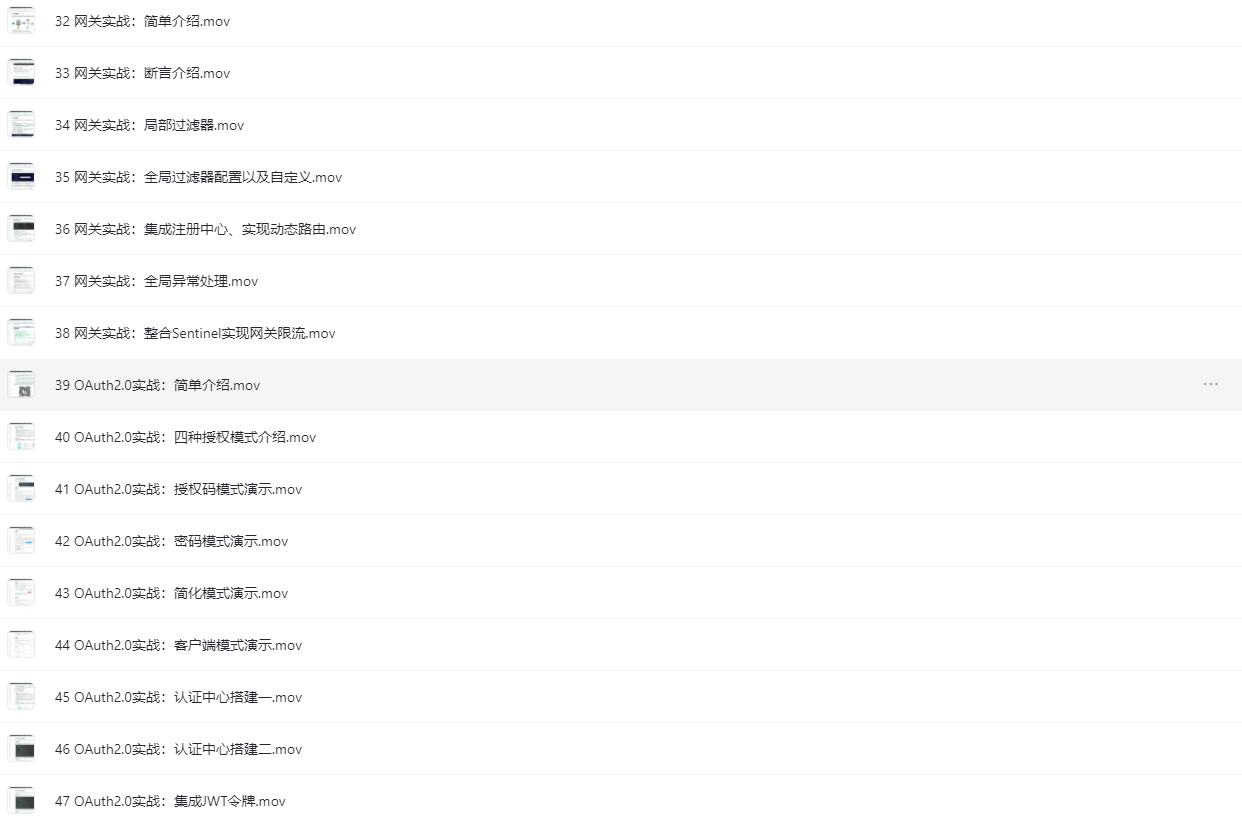 32 网关实战：简单介绍.mov
33 网关实战：断言介绍.mov
34 网关实战：局部过滤器.mov
35 网关实战：全局过滤器配置以及自定义.mov
36 网关实战：集成注册中心、实现动态路由.mov
37 网关实战：全局异常处理.mov
38 网关实战：整合Sentinel实现网关限流.mov
39 OAuth2.0实战：简单介绍.mov
40 OAuth2.0实战：四种授权模式介绍.mov
41 OAuth2.0实战：授权码模式演示.mov
42 OAuth2.0实战：密码模式演示.mov
43 OAuth2.0实战：简化模式演示.mov
44 OAuth2.0实战：客户端模式演示.mov
45 OAuth2.0实战：认证中心搭建一.mov
46 OAuth2.0实战：认证中心搭建二.mov
47 OAuth2.0实战：集成JWT令牌.mov